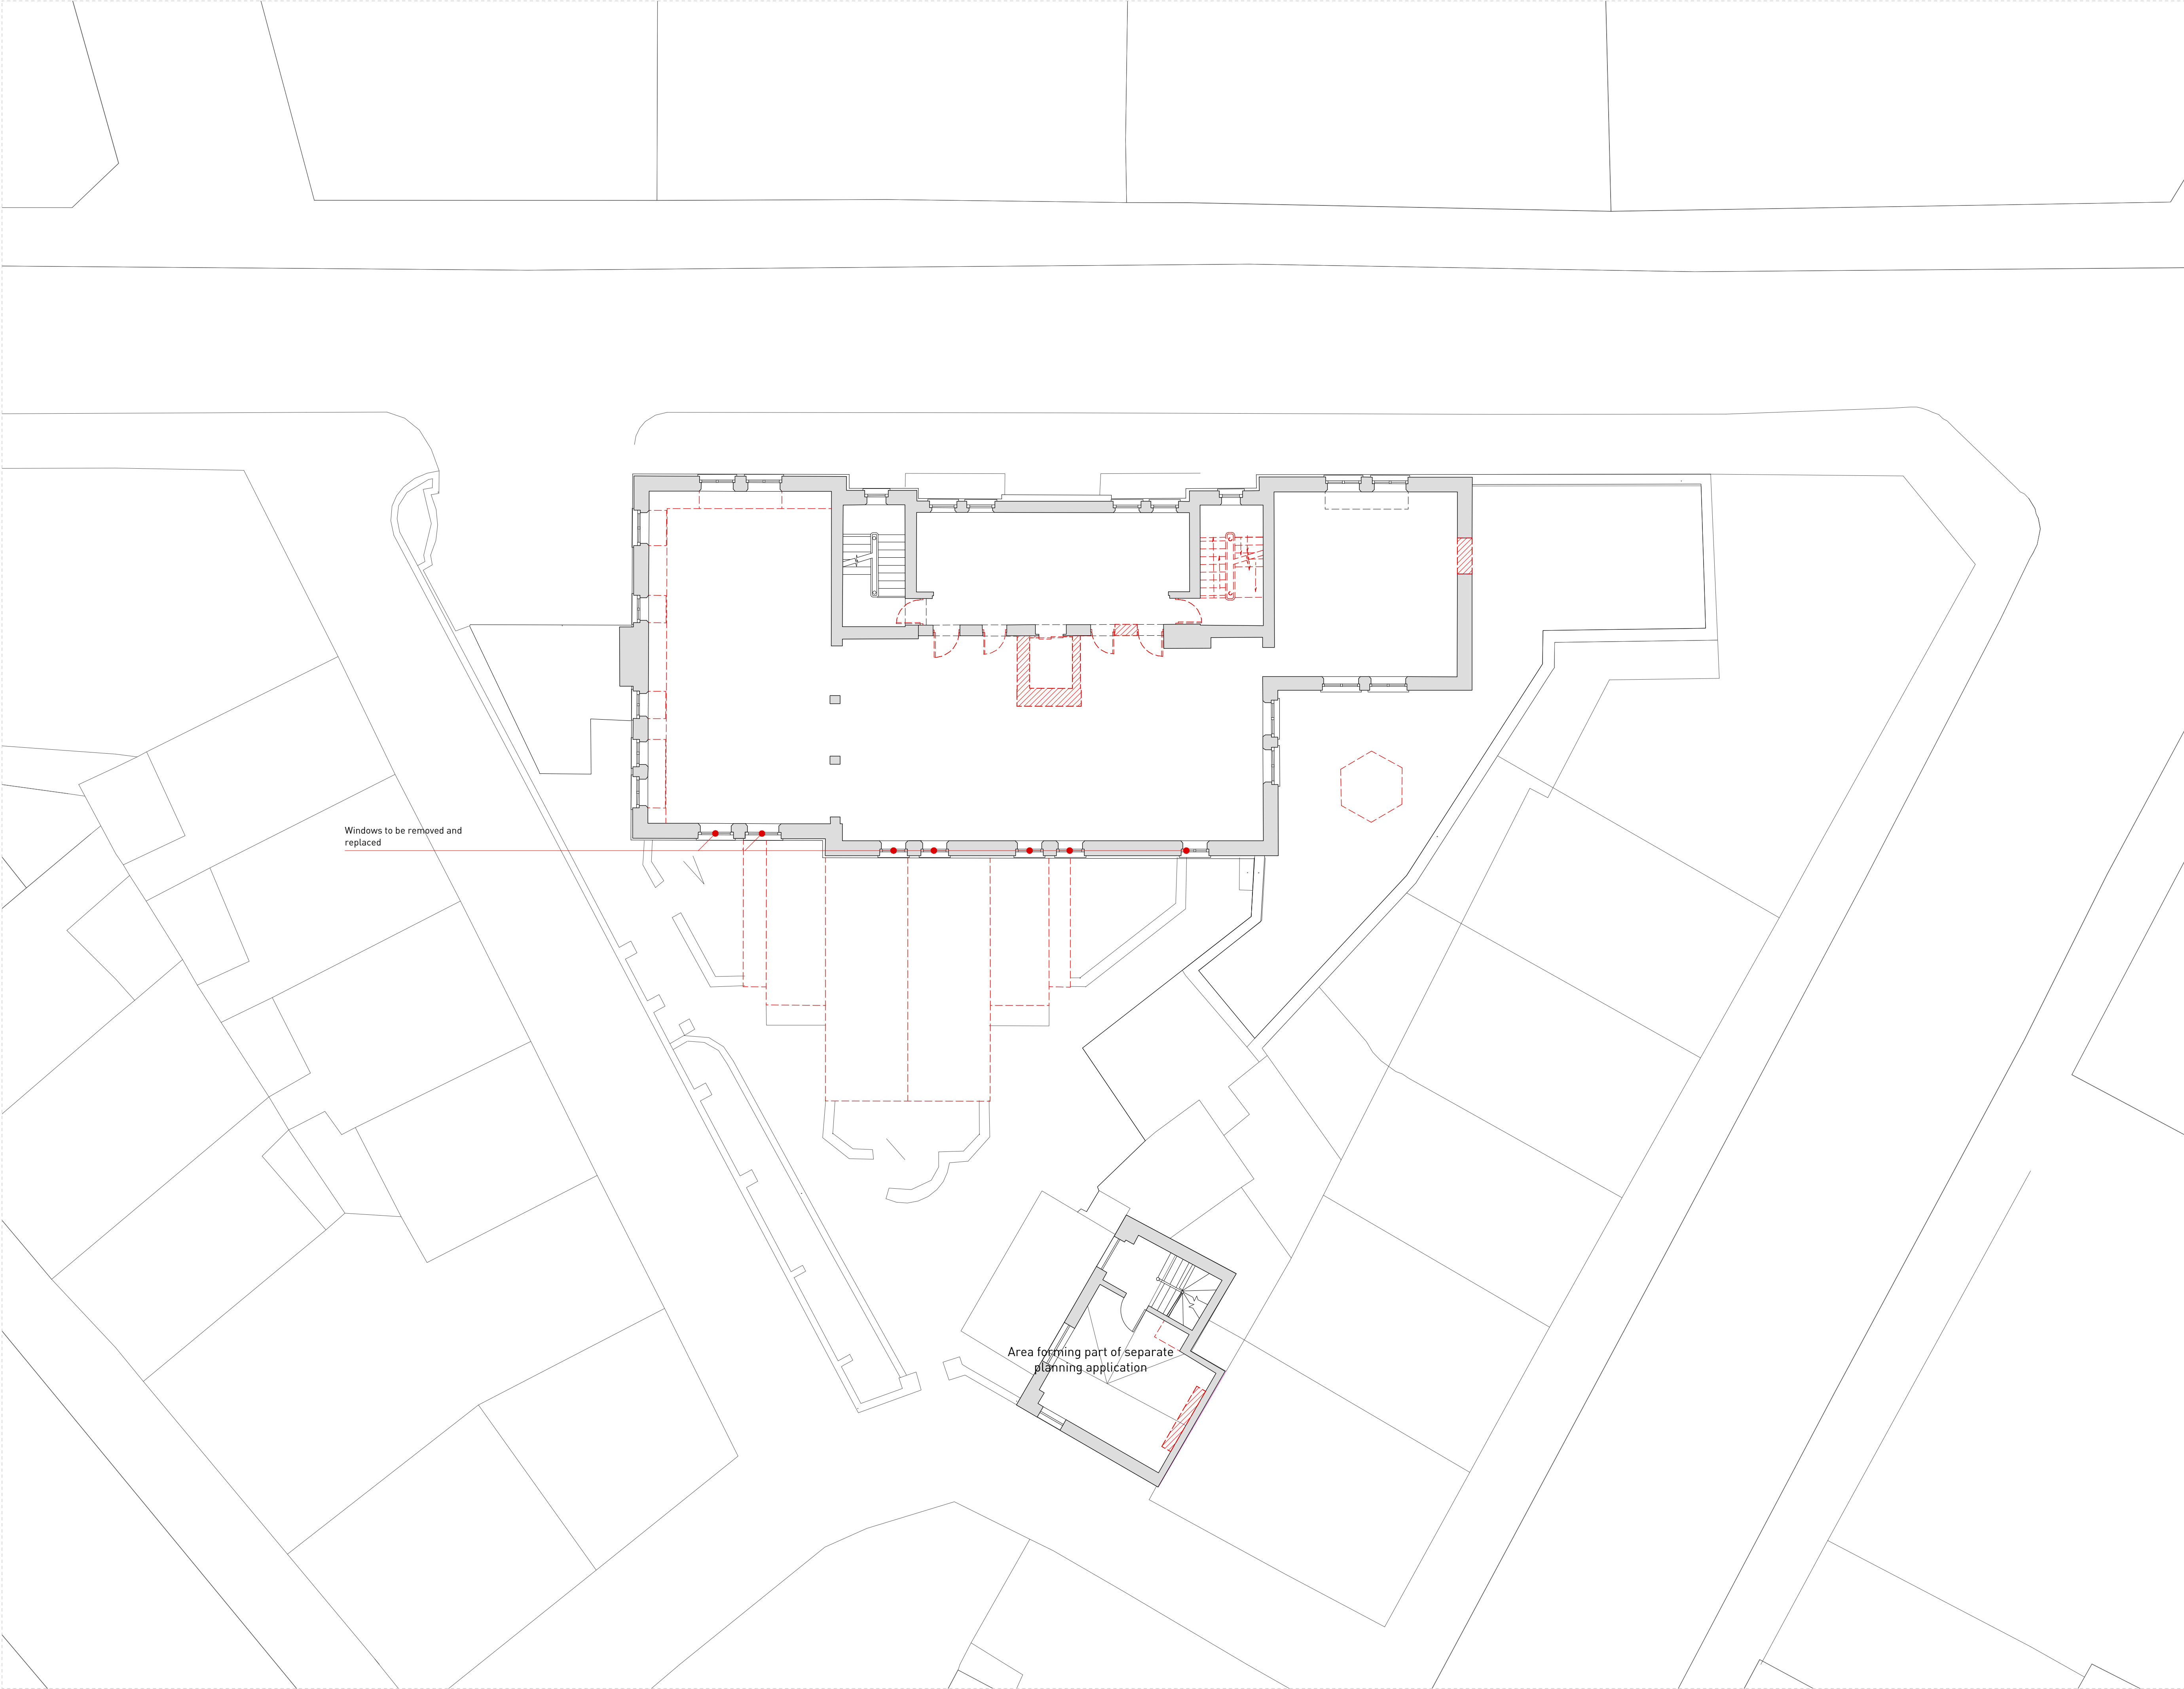 Windows to be removed and
replaced
Area forming part of separate
planning application